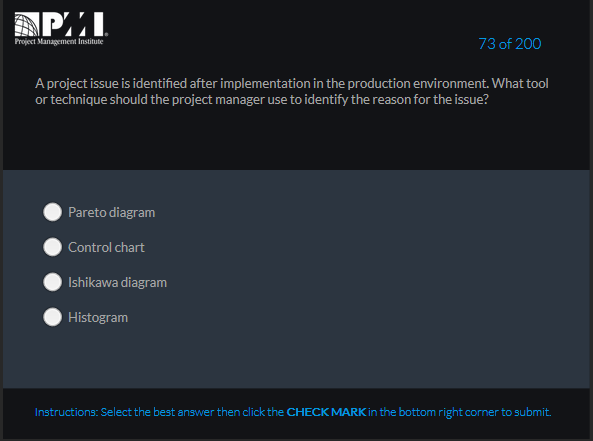 PMI
Project Management Institute
73 of 200
A project issue is identified after implementation in the production environment. What tool
or technique should the project manager use to identify the reason for the issue?
Pareto diagram
Control chart
Ishikawa diagram
Histogram
Instructions: Select the best answer then click the CHECK MARK in the bottom right corner to submit.